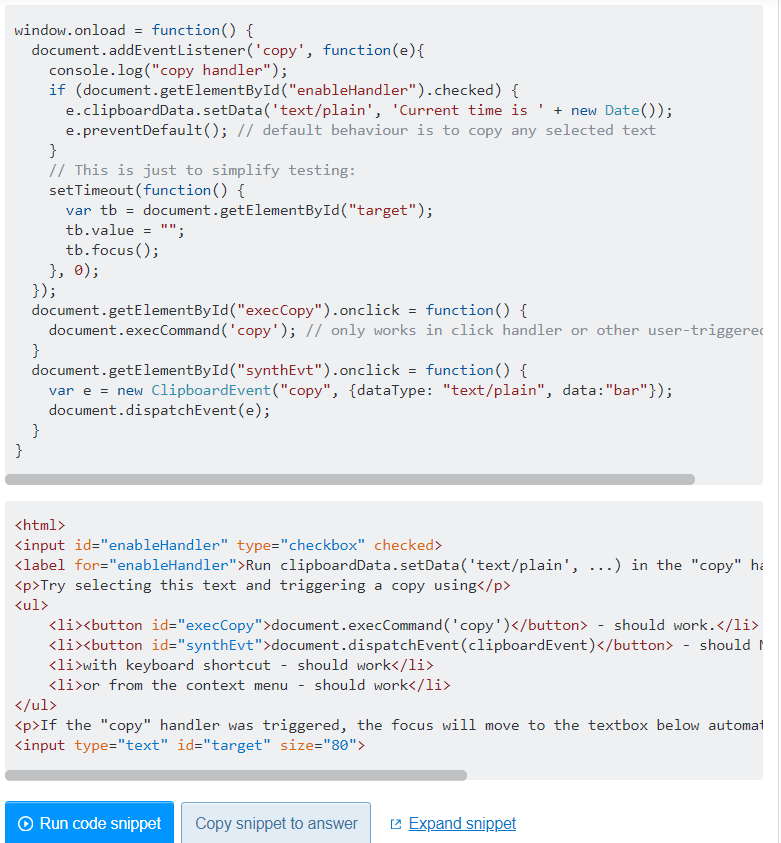 window.onload = function() {
  document.addEventListener('copy', function(e){
    console.log("copy handler");
    if (document.getElementById("enableHandler").checked) {
      e.clipboardData.setData('text/plain', 'Current time is ' + new Date());
      e.preventDefault(); // default behaviour is to copy any selected text
    }
    // This is just to simplify testing:
    setTimeout(function() {
      var tb = document.getElementById("target");
      tb.value = "";
      tb.focus();
    }, 0);
  });
  document.getElementById("execCopy").onclick = function() {
    document.execCommand('copy'); // only works in click handler or other user-triggered
  }
  document.getElementById("synthEvt").onclick = function() {
    var e = new ClipboardEvent("copy", {dataType: "text/plain", data:"bar"});
    document.dispatchEvent(e);
  }
}
<html>
<input id="enableHandler" type="checkbox" checked>
<label for="enableHandler">Run clipboardData.setData('text/plain', ...) in the "copy"
<p>Try selecting this text and triggering a copy using</p>
<ul>
    <li><button id="execCopy">document.execCommand('copy')</button> - should work.</li>
    <li><button id="synthEvt">document.dispatchEvent(clipboardEvent)</button> - should
    <li>with keyboard shortcut - should work</li>
    <li>or from the context menu - should work</li>
</ul>
<p>If the "copy" handler was triggered, the focus will move to the textbox below
<input type="text" id="target" size="80">
Run code snippet
Copy snippet to answer
Expand snippet